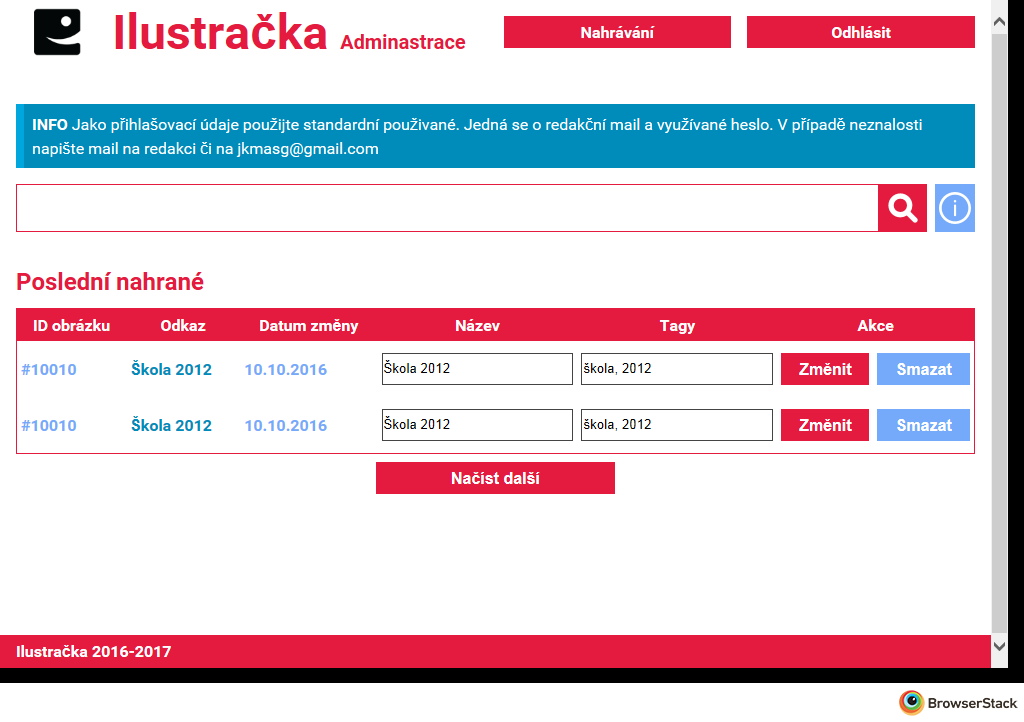 Ilustračka Adminastrace
Nahrávání
Odhlásit
INFO Jako přihlašovací údaje použijte standardní použivané. Jedná se o redakční mail a využívané heslo. V případě neznalosti
napište mail na redakci či na jkmasg@gmail.com
i
Poslední nahrané
ID obrázku Odkaz Datum změny Název Tagy Akce
#10010 Škola 2012 10.10.2016 Škola 2012 škola, 2012 Změnit Smazat
#10010 Škola 2012 10.10.2016 Škola 2012 škola, 2012 Změnit Smazat
Načíst další
Ilustračka 2016-2017
BrowserStack